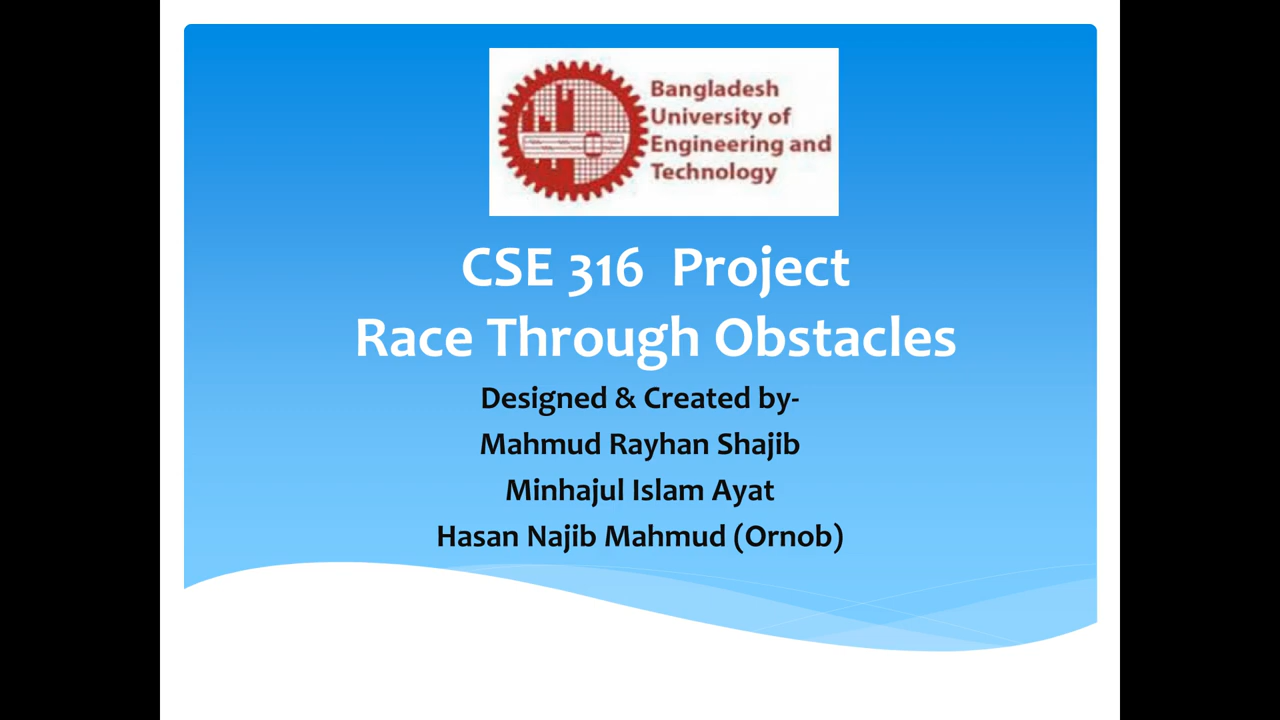 Bangladesh
University of
Engineering and
Technology
CSE 316 Project
Race Through Obstacles
Designed & Created by-
Mahmud Rayhan Shajib
Minhajul Islam Ayat
Hasan Najib Mahmud (Ornob)